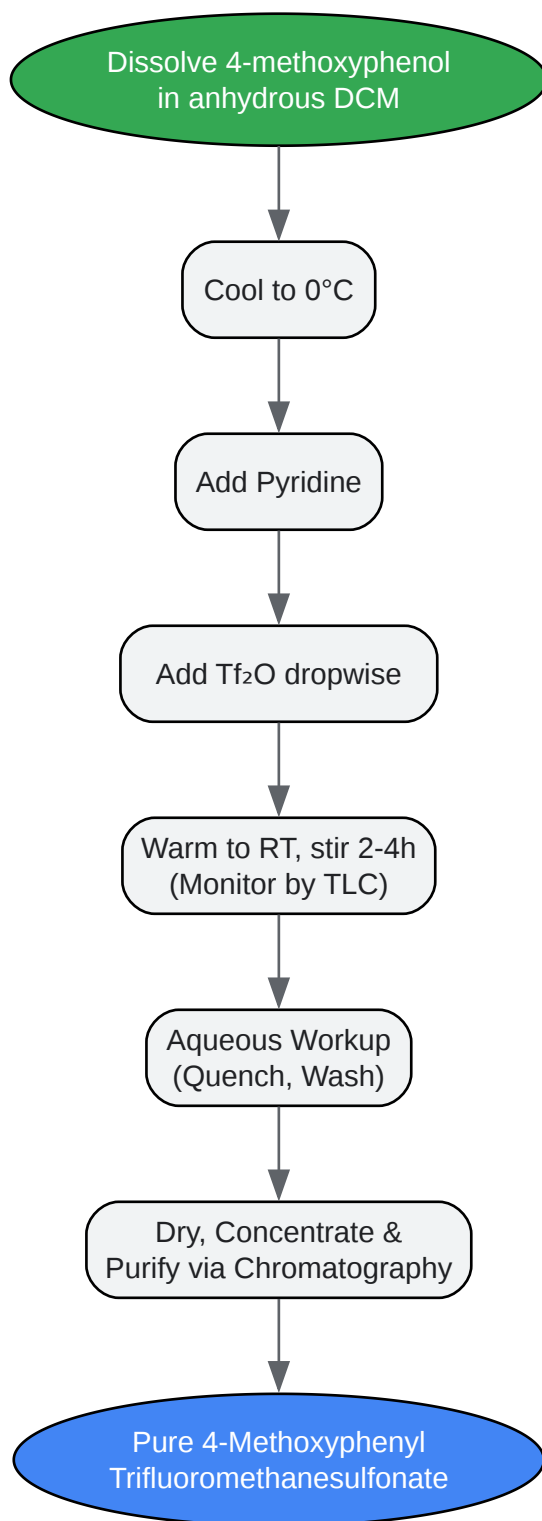 Dissolve 4-methoxyphenol
in anhydrous DCM
Cool to 0°C
Add Pyridine
Add Tf₂O dropwise
Warm to RT, stir 2-4h
(Monitor by TLC)
Aqueous Workup
(Quench, Wash)
Dry, Concentrate &
Purify via Chromatography
Pure 4-Methoxyphenyl
Trifluoromethanesulfonate